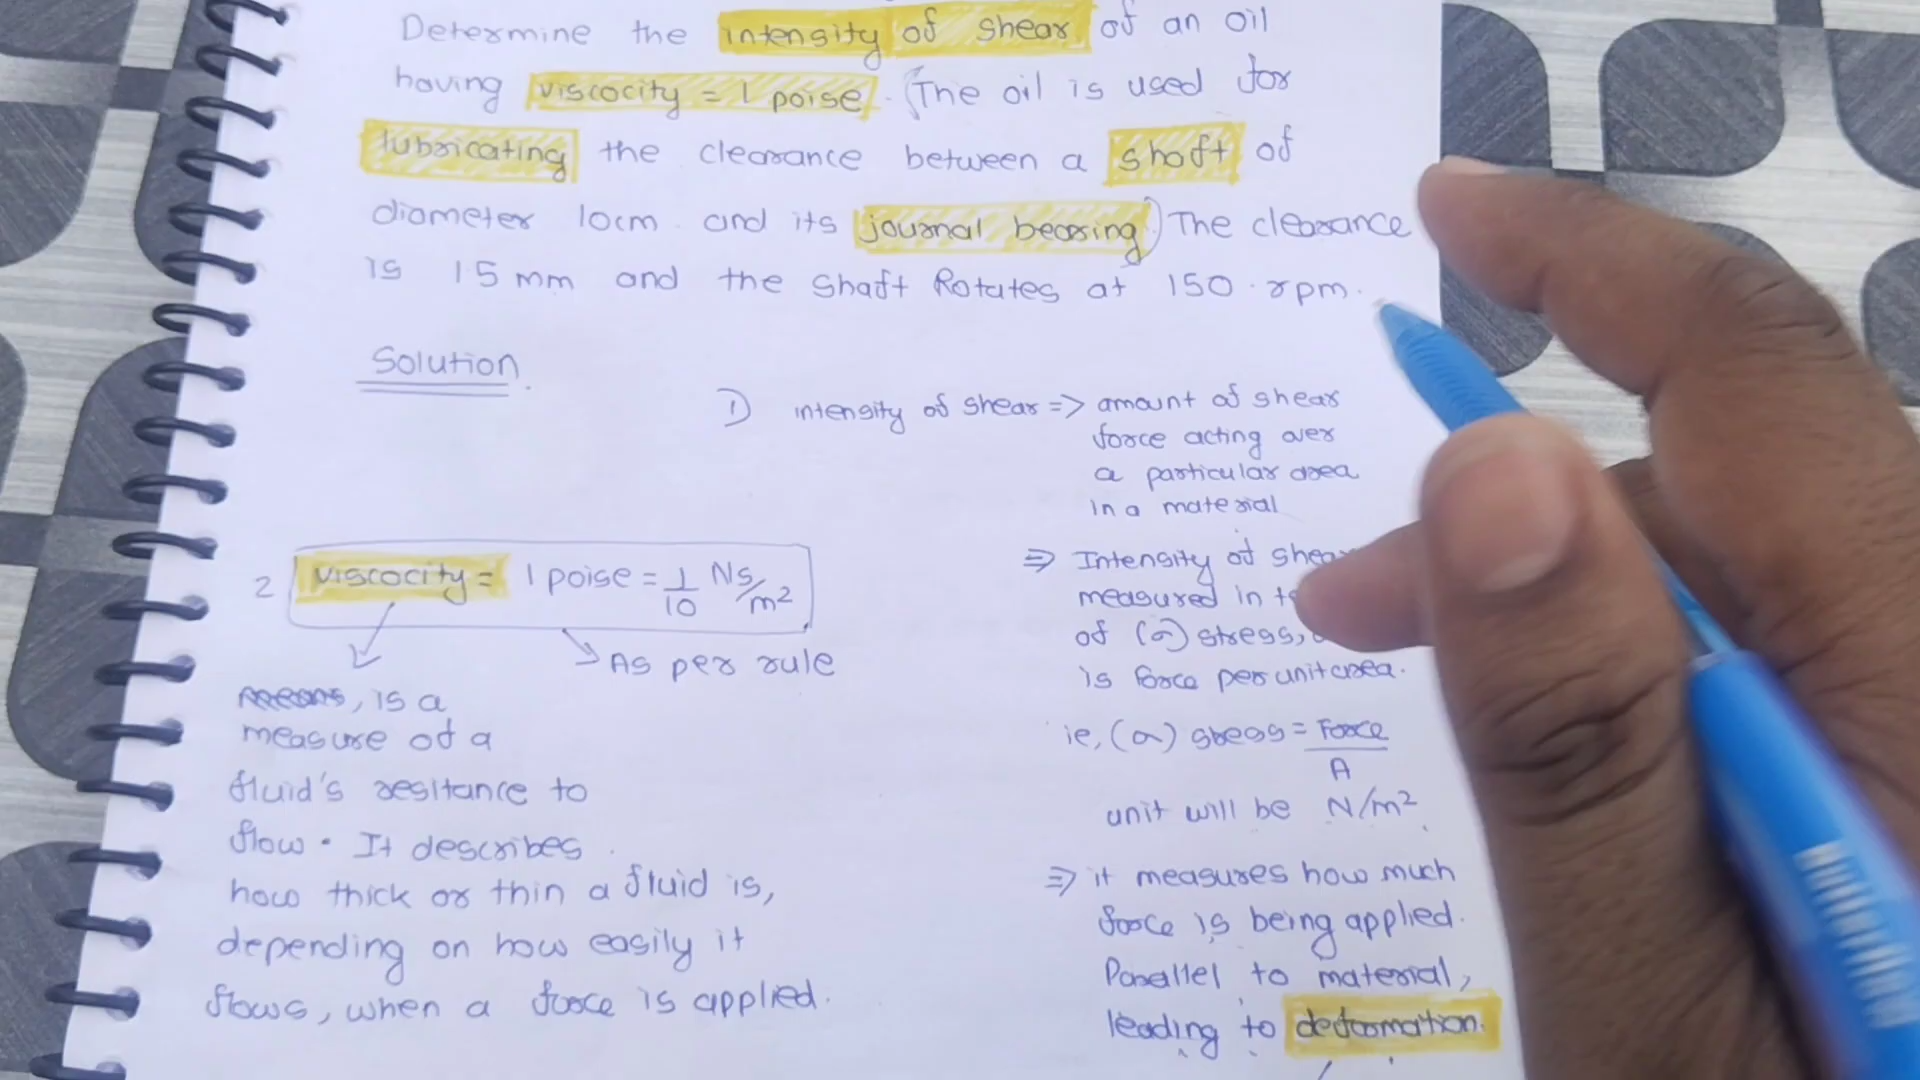 Determine the intensity of shear of an oil
having viscocity = 1 poise. (The oil is used for
lubricating the clearance between a shaft of
diameter 10cm and its journal bearing) The clearance
is 15 mm and the shaft Rotates at 150 rpm.
Solution.
1) intensity of shear => amount of shear
force acting over
a particular area
in a material
=> Intensity of shear
measured in
of (σ) stress,
is force per unit area.
ie, (σ) stress = Force
A
unit will be N/m²
=> it measures how much
force is being applied.
Parallel to material,
leading to deformation.
2 viscocity = 1 poise = 1/10 Ns/m²
As per rule
is a
measure of a
fluid's resitance to
flow. It describes
how thick or thin a fluid is,
depending on how easily it
flows, when a force is applied.